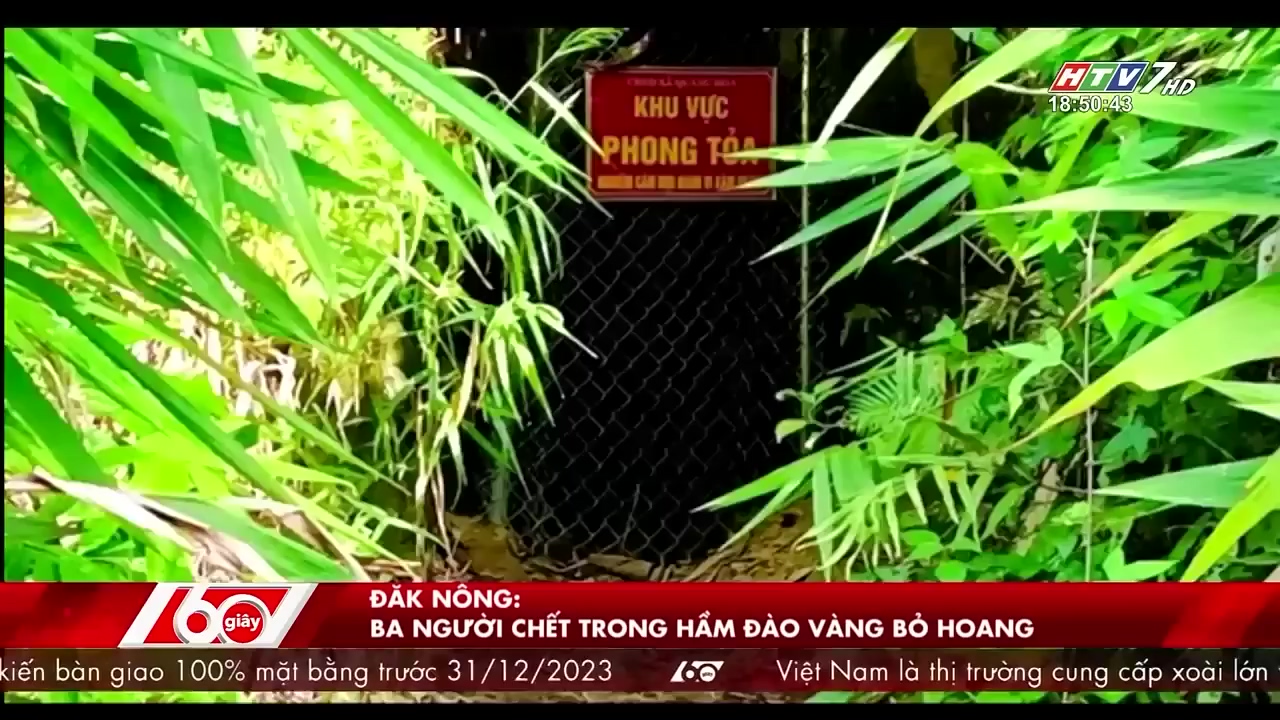 HTV7 HD
18:50:43
KHU VỰC
PHONG TỎA
60 giây
ĐĂK NÔNG:
BA NGƯỜI CHẾT TRONG HẦM ĐÀO VÀNG BỎ HOANG
kiến bàn giao 100% mặt bằng trước 31/12/2023 60 giây Việt Nam là thị trường cung cấp xoài lớn